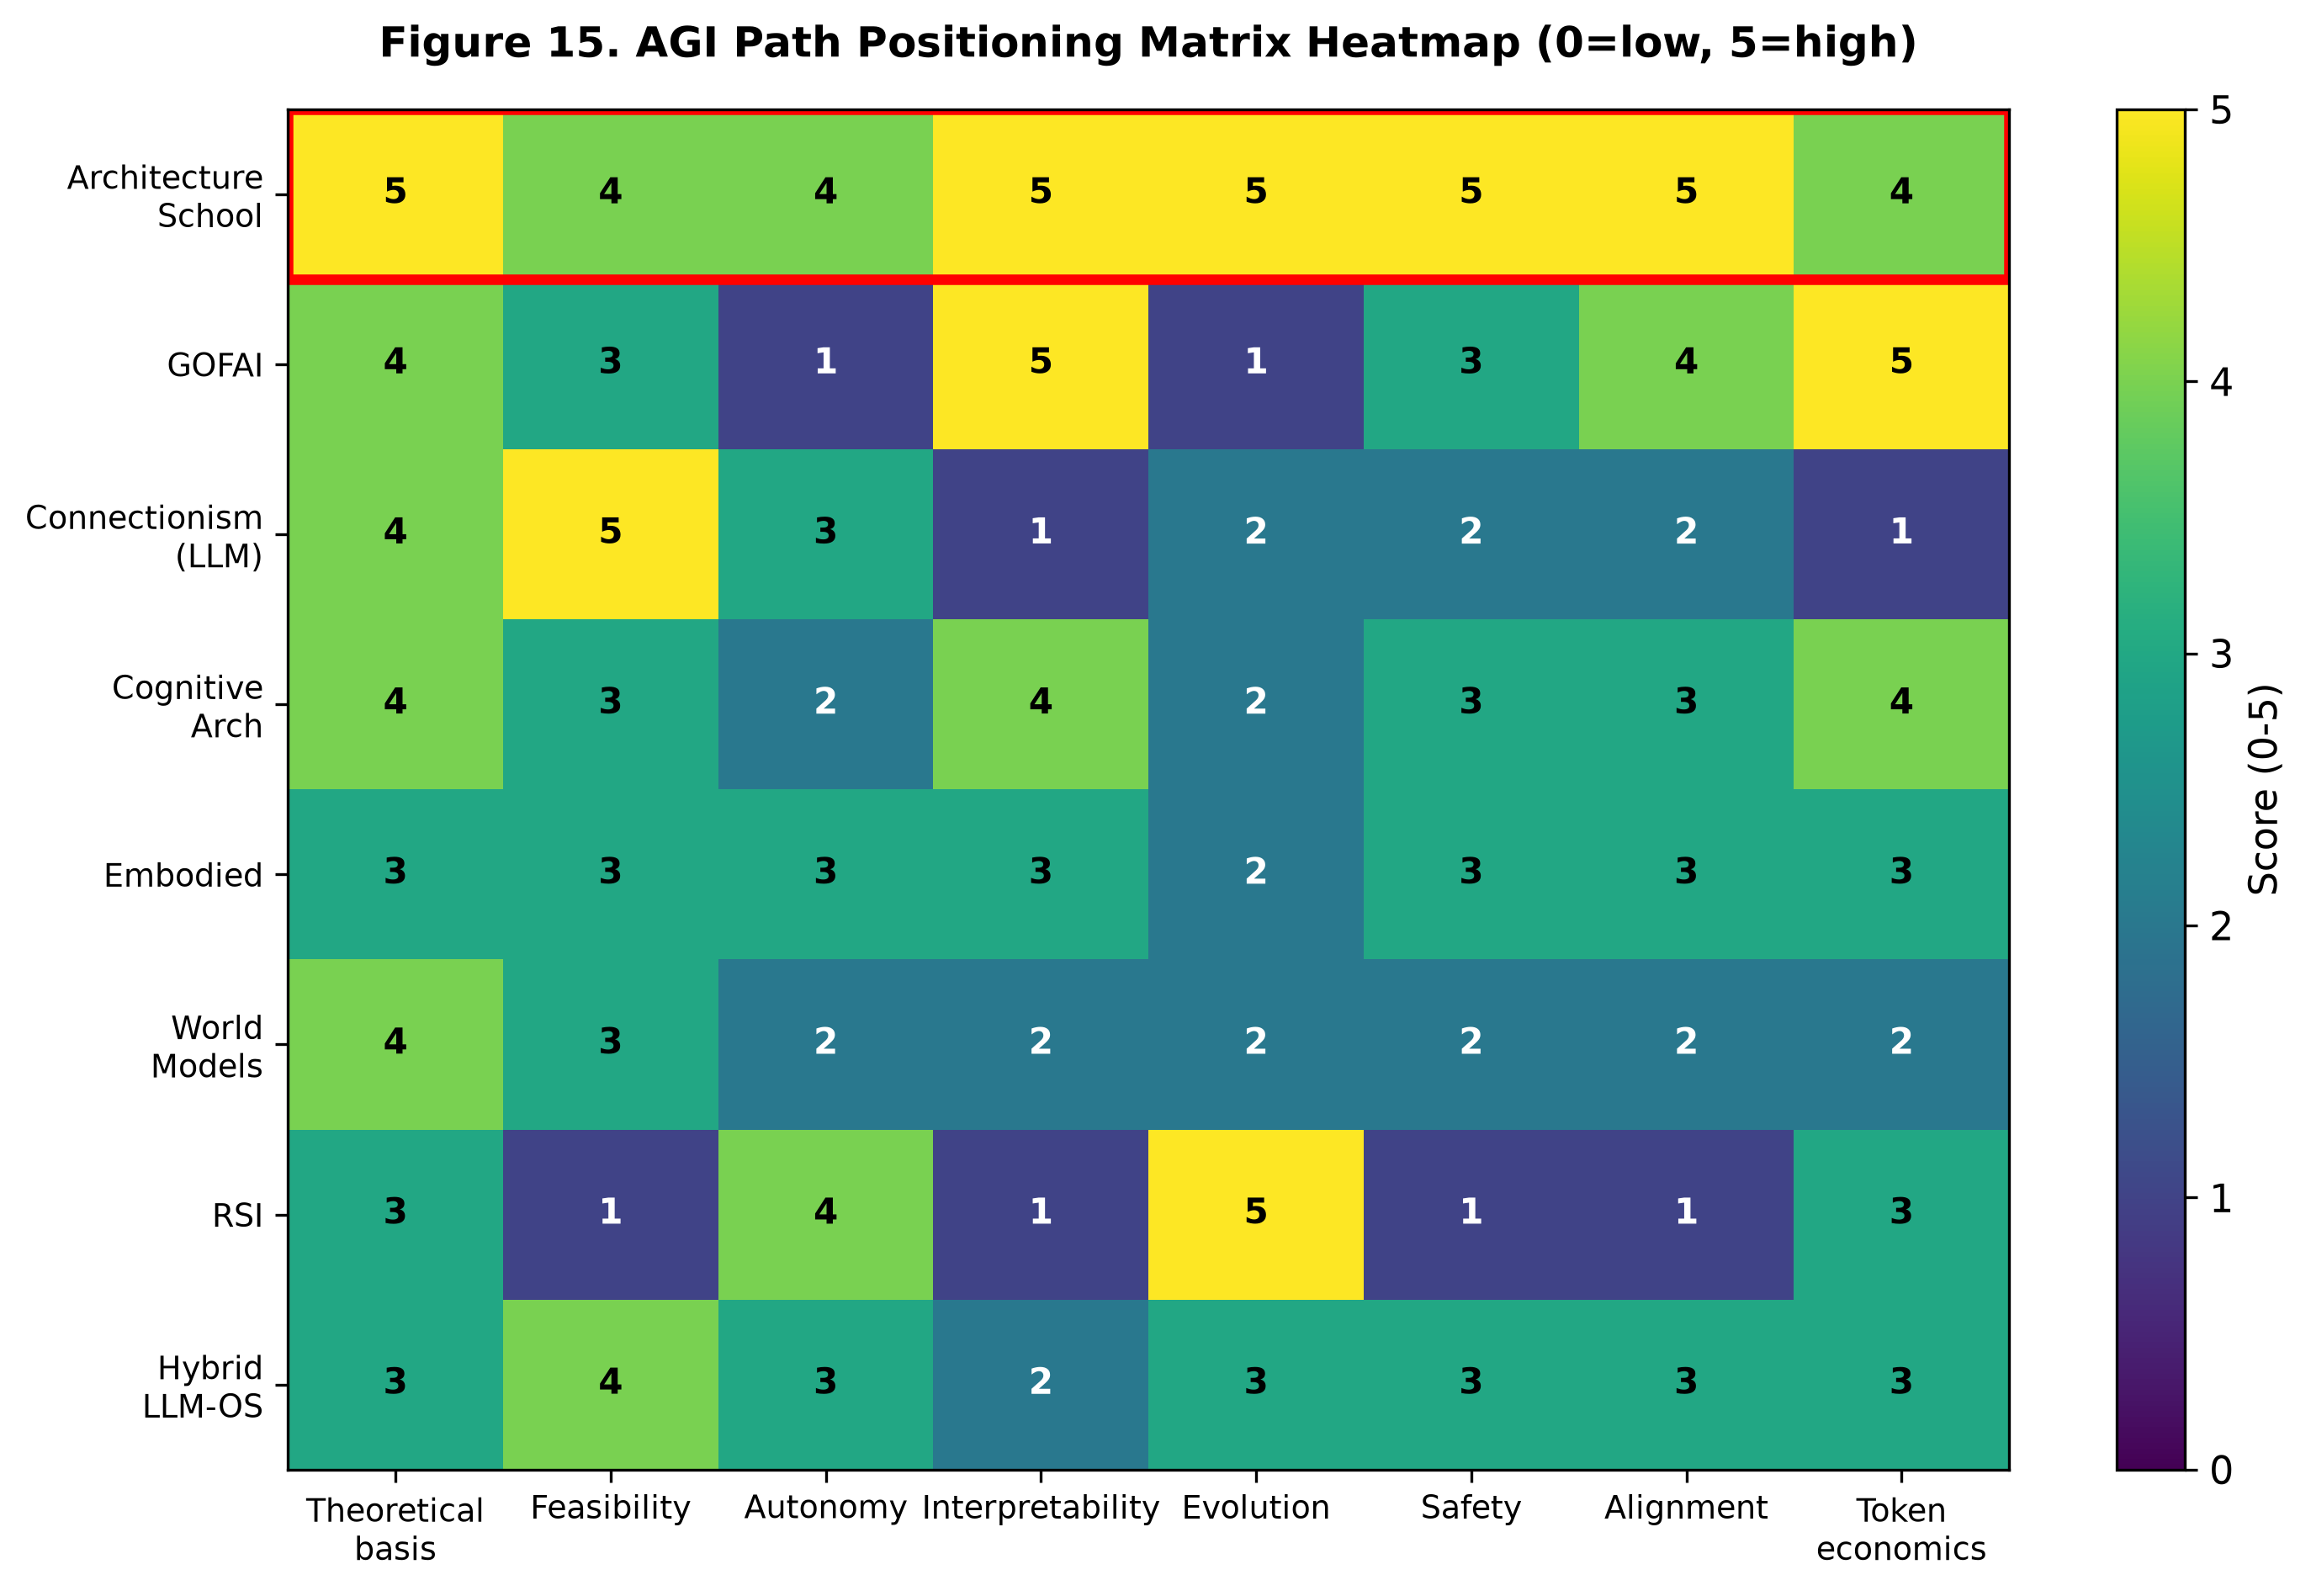 Figure 15. AGI Path Positioning Matrix Heatmap (0=low, 5=high)
Architecture
School
5 4 4 5 5 5 5 4
GOFAI
4 3 1 5 1 3 4 5
Connectionism
(LLM)
4 5 3 1 2 2 2 1
Cognitive
Arch
4 3 2 4 2 3 3 4
Embodied
3 3 3 3 2 3 3 3
World
Models
4 3 2 2 2 2 2 2
RSI
3 1 4 1 5 1 1 3
Hybrid
LLM-OS
3 4 3 2 3 3 3 3
Theoretical
basis
Feasibility
Autonomy
Interpretability
Evolution
Safety
Alignment
Token
economics
5
4
3
2
1
0
Score (0-5)